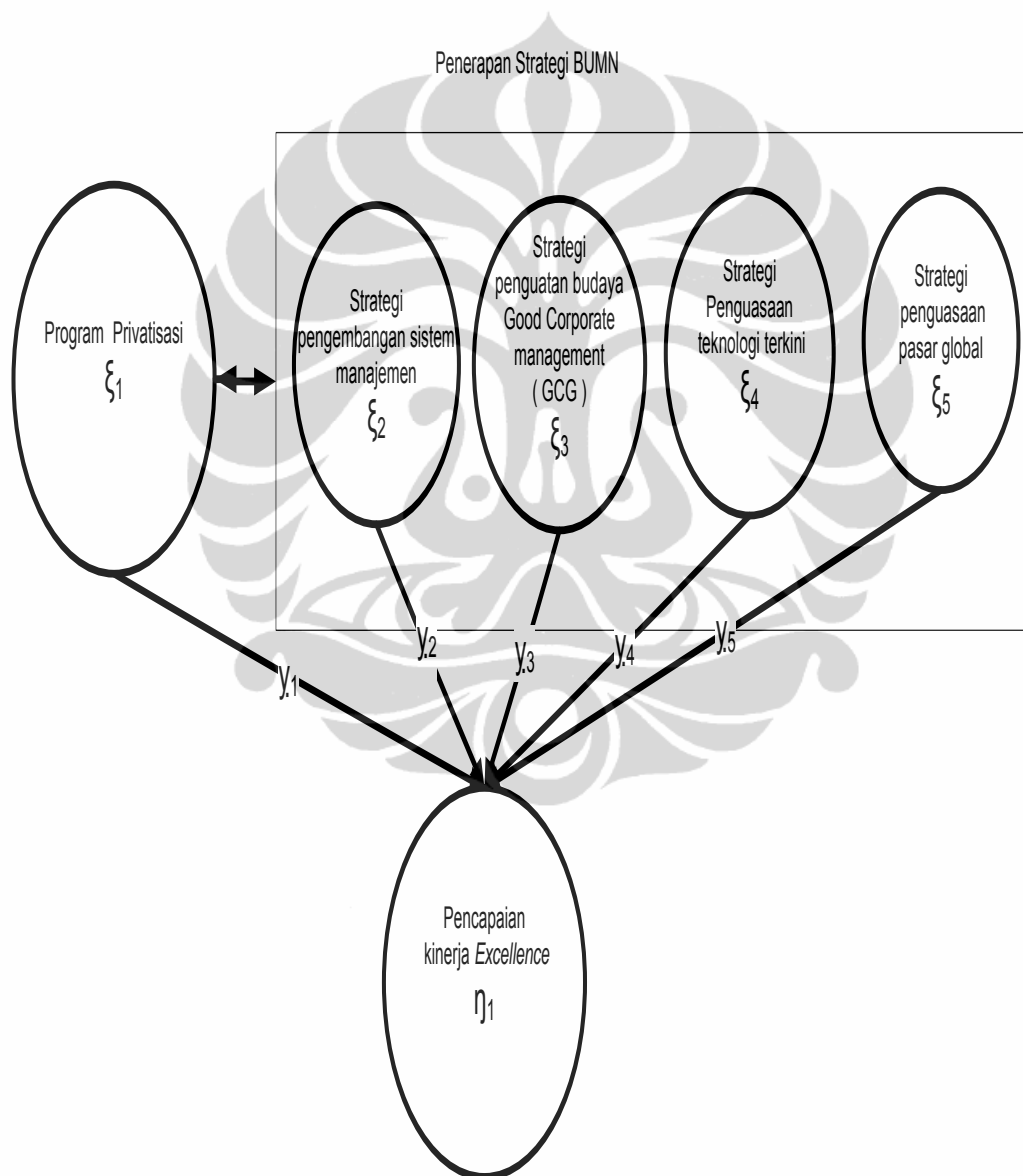 Penerapan Strategi BUMN
Program Privatisasi
ξ1
Strategi
pengembangan sistem
manajemen
ξ2
Strategi
penguatan budaya
Good Corporate
management
( GCG )
ξ3
Strategi
Penguasaan
teknologi terkini
ξ4
Strategi
penguasaan
pasar global
ξ5
y.1
y.2
y.3
y.4
y.5
Pencapaian
kinerja Excellence
η1